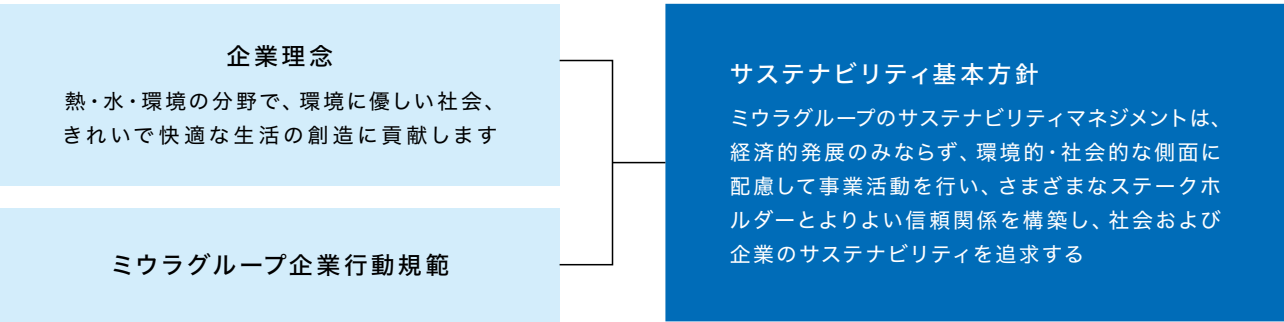 企業理念
熱・水・環境の分野で、環境に優しい社会、
きれいで快適な生活の創造に貢献します
ミウラグループ企業行動規範
サステナビリティ基本方針
ミウラグループのサステナビリティマネジメントは、
経済的発展のみならず、環境的・社会的な側面に
配慮して事業活動を行い、さまざまなステークホ
ルダーとよりよい信頼関係を構築し、社会および
企業のサステナビリティを追求する